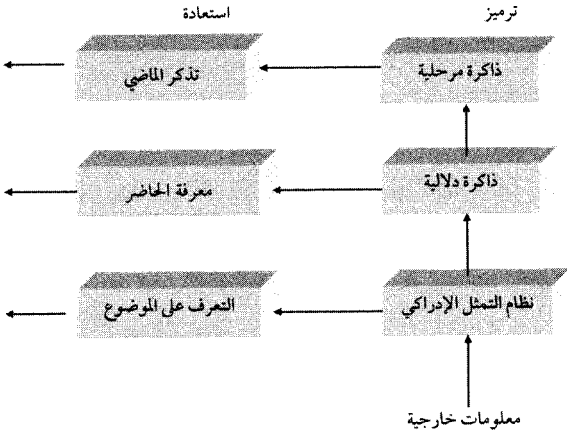 ترميز
استعادة
ذاكرة مرحلية
تذكر الماضي
ذاكرة دلالية
معرفة الحاضر
نظام التمثل الإدراكي
التعرف على الموضوع
معلومات خارجية